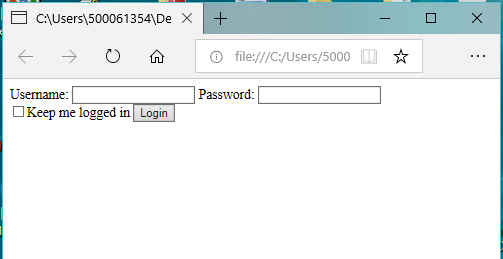 C:\Users\500061354\De
file:///C:/Users/5000
Username: Password:
Keep me logged in Login